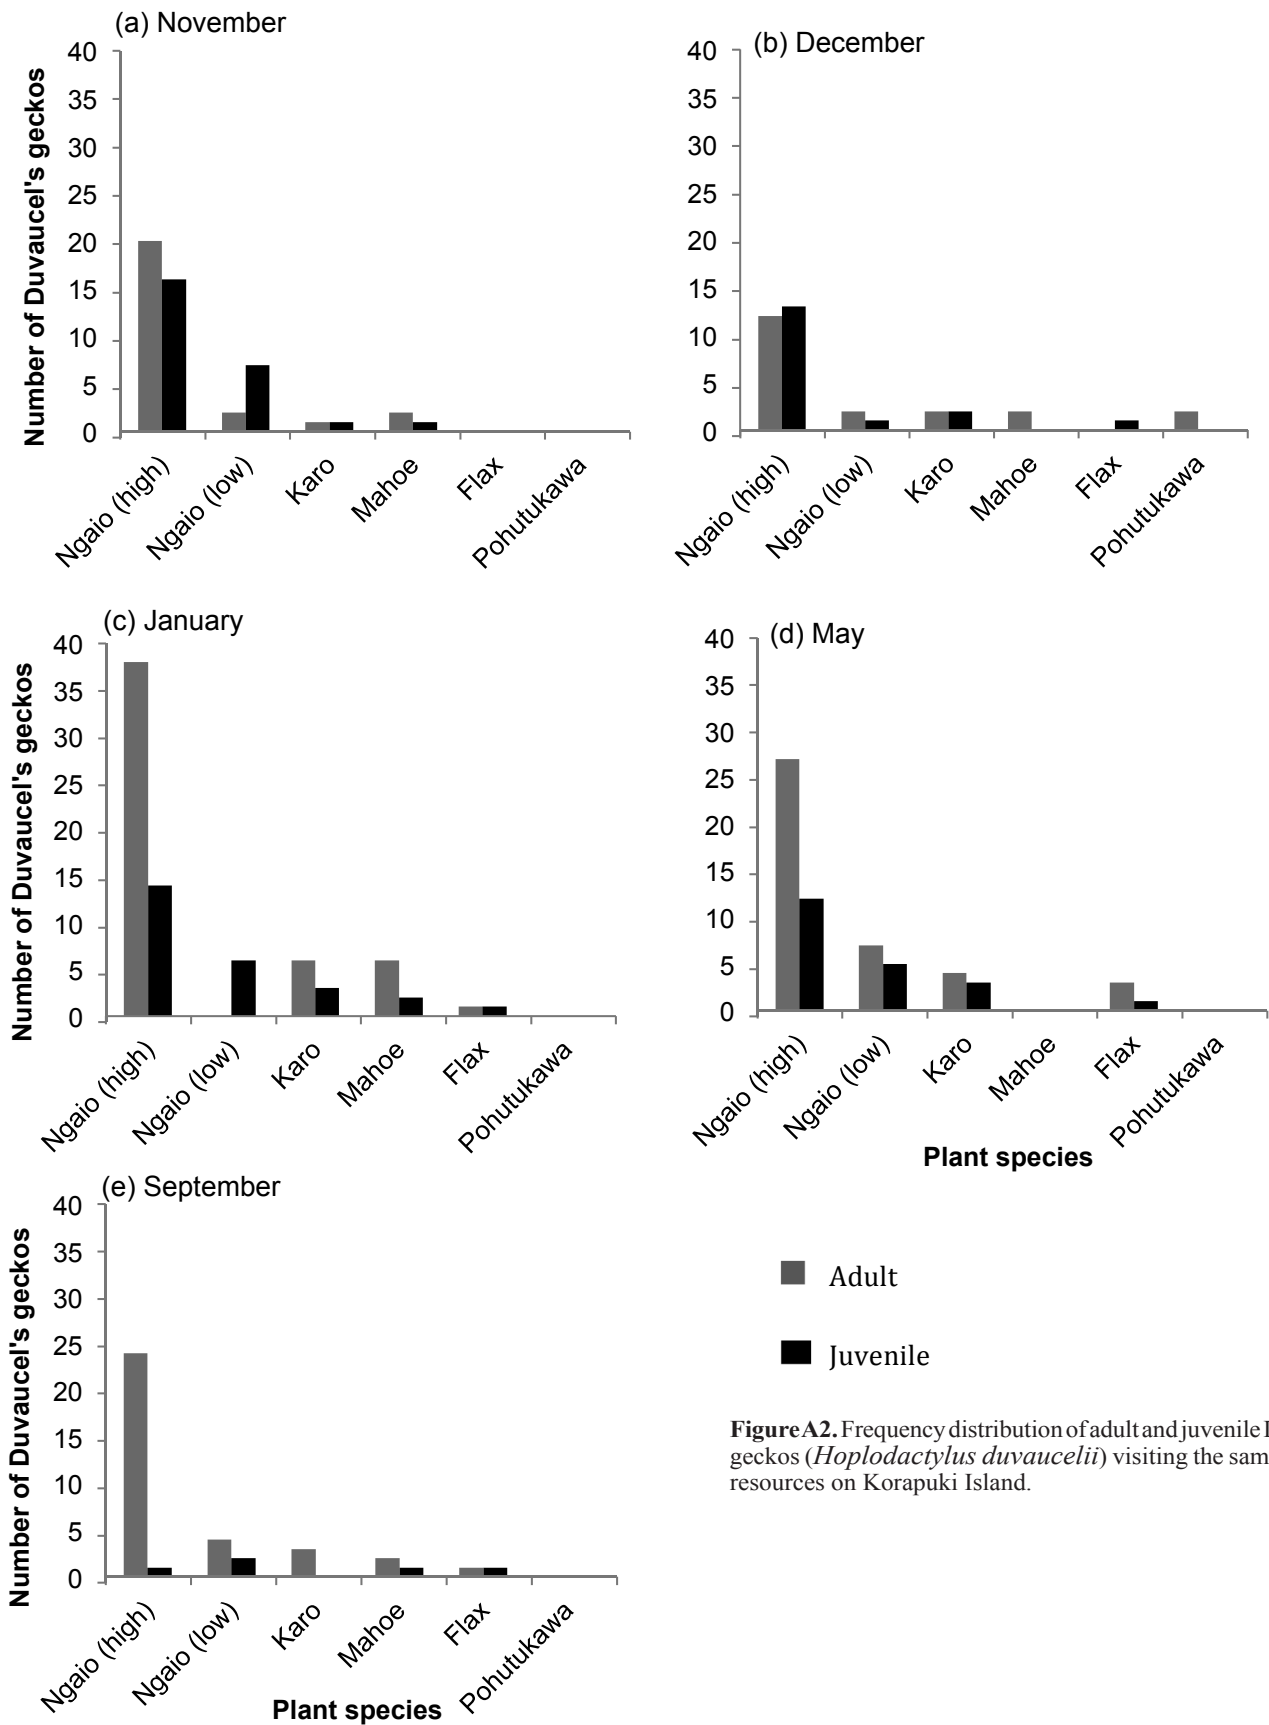 (a) November
Number of Duvaucel's geckos
40
35
30
25
20
15
10
5
0
Ngaio (high)
Ngaio (low)
Karo
Mahoe
Flax
Pohutukawa
(b) December
40
35
30
25
20
15
10
5
0
Ngaio (high)
Ngaio (low)
Karo
Mahoe
Flax
Pohutukawa
(c) January
Number of Duvaucel's geckos
40
35
30
25
20
15
10
5
0
Ngaio (high)
Ngaio (low)
Karo
Mahoe
Flax
Pohutukawa
(d) May
40
35
30
25
20
15
10
5
0
Ngaio (high)
Ngaio (low)
Karo
Mahoe
Flax
Pohutukawa
Plant species
(e) September
Number of Duvaucel's geckos
40
35
30
25
20
15
10
5
0
Ngaio (high)
Ngaio (low)
Karo
Mahoe
Flax
Pohutukawa
Plant species
Adult
Juvenile
Figure A2. Frequency distribution of adult and juvenile
geckos (Hoplodactylus duvaucelii) visiting the sam
resources on Korapuki Island.